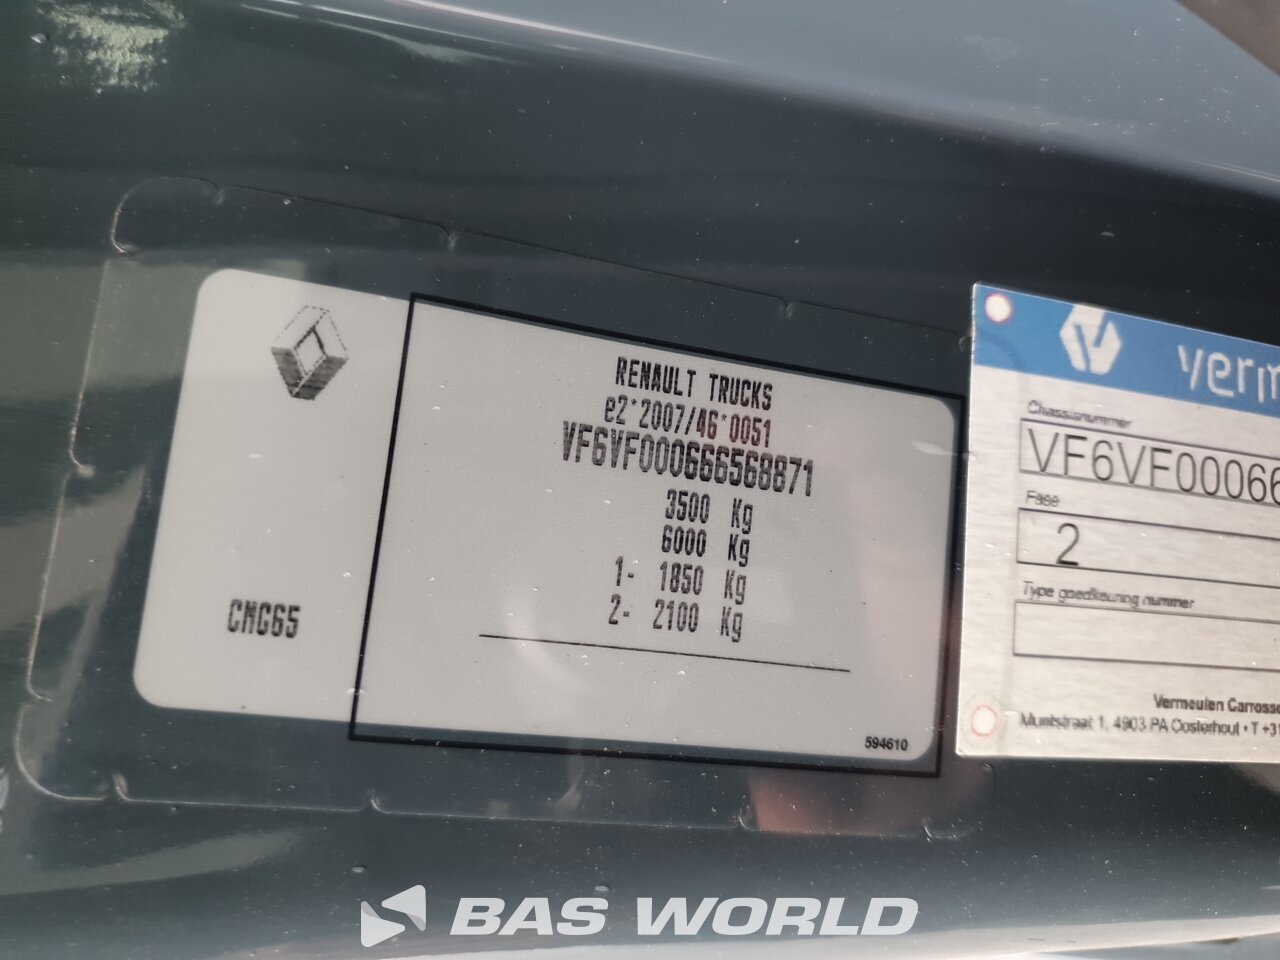 RENAULT TRUCKS
e2*2007/46*0051
VF6VF000666568871
3500 Kg
6000 Kg
1- 1850 Kg
2- 2100 Kg
CMG65
594610
verm
Chassisnummer
VF6VF00066
Fase
2
Type goedkeuring nummer
Vermeulen Carrosse
Muntstraat 1, 4903 PA Oosterhout • T +31
BAS WORLD